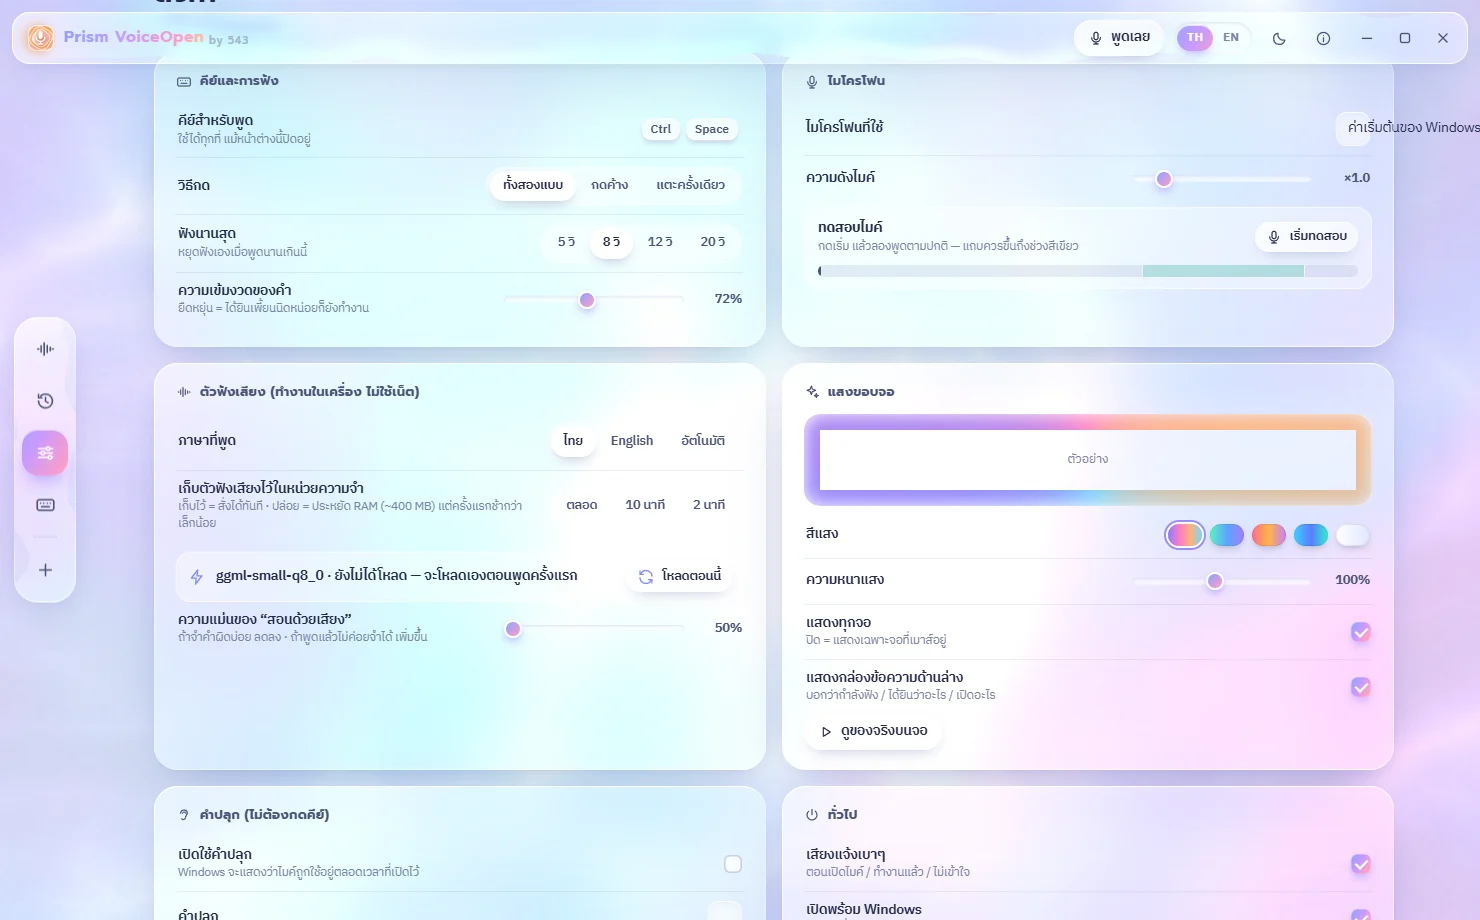 Prism VoiceOpen by 543
พูดเลย
TH EN
คีย์และการฟัง
คีย์สำหรับพูด
ใช้ได้ทุกที่ แม้หน้าต่างนี้ปิดอยู่
Ctrl Space
วิธีกด
ทั้งสองแบบ กดค้าง แตะครั้งเดียว
ฟังนานสุด
หยุดฟังเองเมื่อพูดนานเกินนี้
5 วิ 8 วิ 12 วิ 20 วิ
ความเข้มงวดของคำ
ยืดหยุ่น = ได้ยินเพี้ยนนิดหน่อยก็ยังทำงาน
72%
ไมโครโฟน
ไมโครโฟนที่ใช้
ค่าเริ่มต้นของ Windows
ความดังไมค์
×1.0
ทดสอบไมค์
กดเริ่ม แล้วลองพูดตามปกติ — แถบควรขึ้นถึงช่วงสีเขียว
เริ่มทดสอบ
ตัวฟังเสียง (ทำงานในเครื่อง ไม่ใช้เน็ต)
ภาษาที่พูด
ไทย English อัตโนมัติ
เก็บตัวฟังเสียงไว้ในหน่วยความจำ
เก็บไว้ = สั่งได้ทันที · ปล่อย = ประหยัด RAM (~400 MB) แต่ครั้งแรกช้ากว่า
เล็กน้อย
ตลอด 10 นาที 2 นาที
ggml-small-q8_0 · ยังไม่ได้โหลด — จะโหลดเองตอนพูดครั้งแรก
โหลดตอนนี้
ความแม่นของ “สอนด้วยเสียง”
ถ้าจำคำผิดบ่อย ลดลง · ถ้าพูดแล้วไม่ค่อยจำได้ เพิ่มขึ้น
50%
แสงขอบจอ
ตัวอย่าง
สีแสง
ความหนาแสง
100%
แสดงทุกจอ
ปิด = แสดงเฉพาะจอที่เมาส์อยู่
แสดงกล่องข้อความด้านล่าง
บอกว่ากำลังฟัง / ได้ยินว่าอะไร / เปิดอะไร
ดูของจริงบนจอ
คำปลุก (ไม่ต้องกดคีย์)
เปิดใช้คำปลุก
Windows จะแสดงว่าไมค์ถูกใช้อยู่ตลอดเวลาที่เปิดไว้
คำปลุก
ทั่วไป
เสียงแจ้งเบาๆ
ตอนเปิดไมค์ / ทำงานแล้ว / ไม่เข้าใจ
เปิดพร้อม Windows